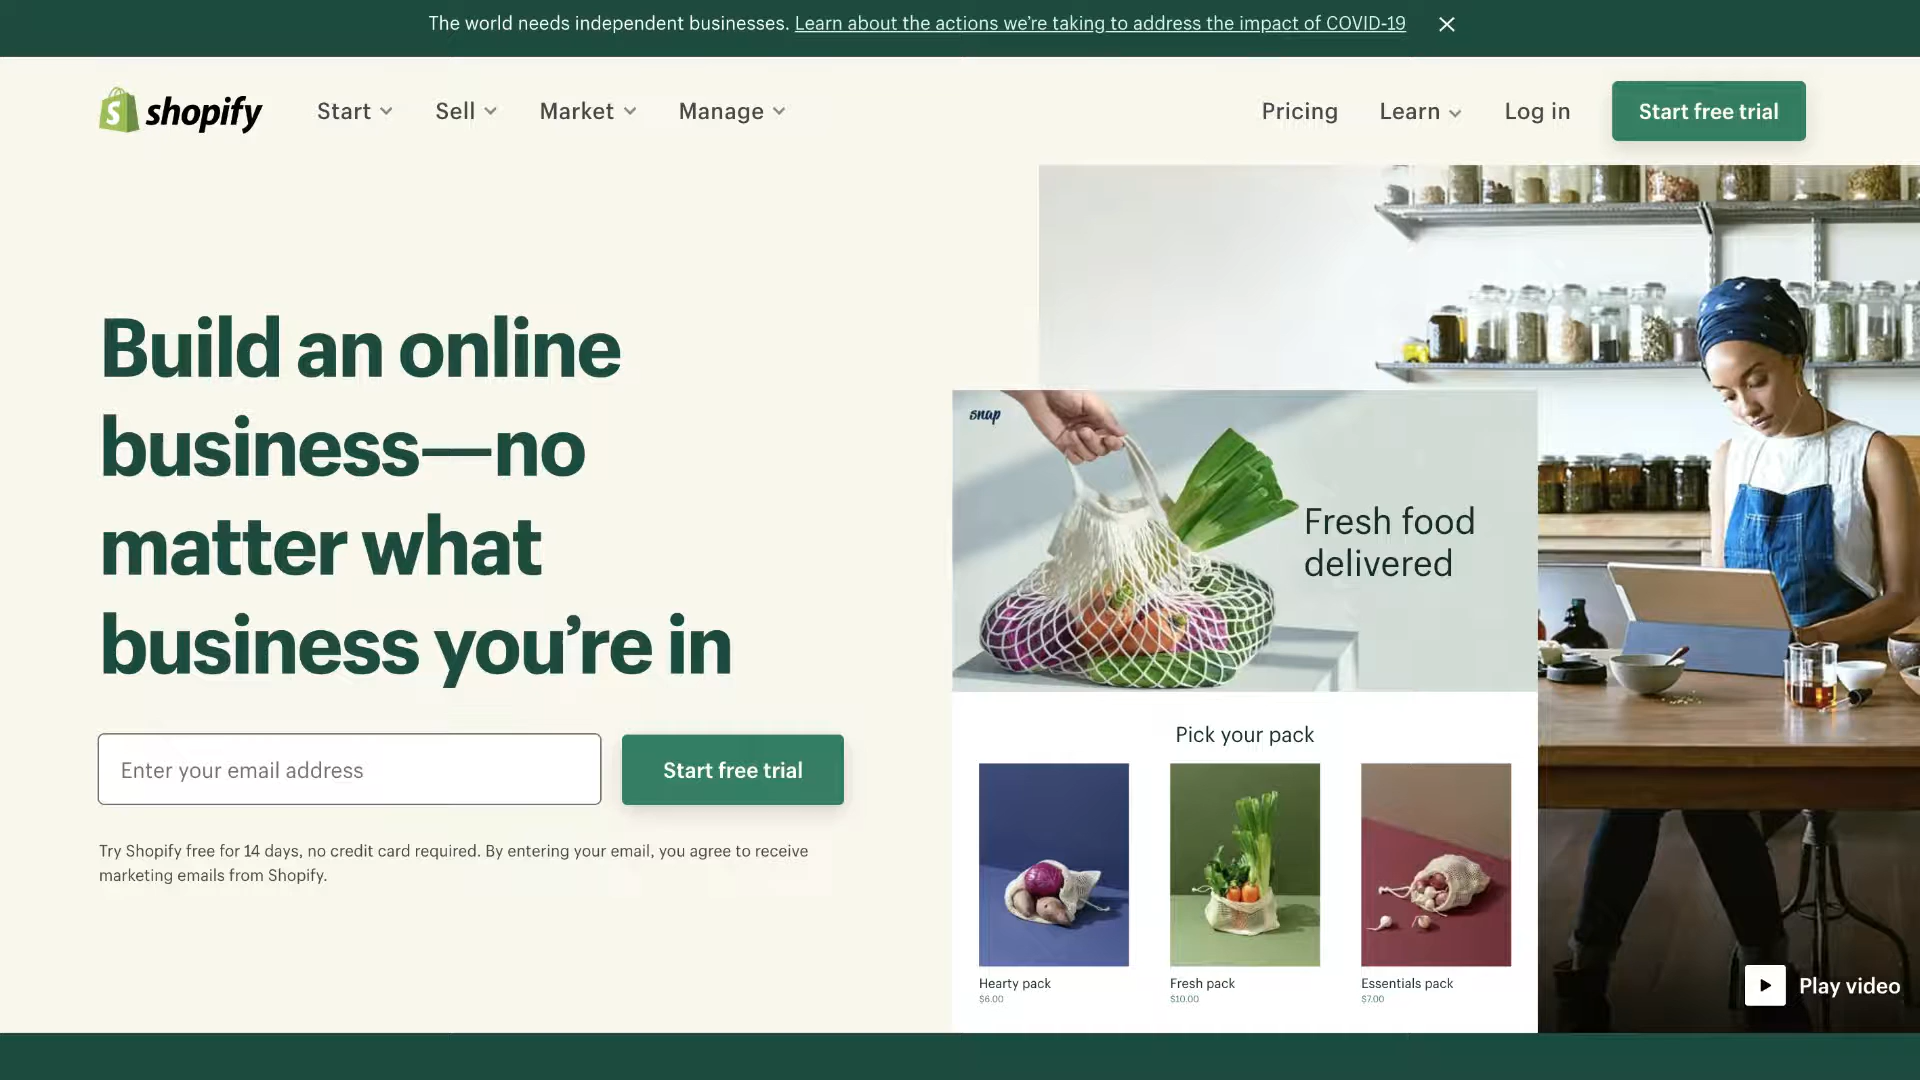 The world needs independent businesses. Learn about the actions we're taking to address the impact of COVID-19
shopify
Start
Sell
Market
Manage
Pricing
Learn
Log in
Start free trial
Build an online
business—no
matter what
business you're in
Enter your email address
Start free trial
Try Shopify free for 14 days, no credit card required. By entering your email, you agree to receive
marketing emails from Shopify.
snap
Fresh food
delivered
Pick your pack
Hearty pack
$6.00
Fresh pack
$10.00
Essentials pack
$7.00
Play video